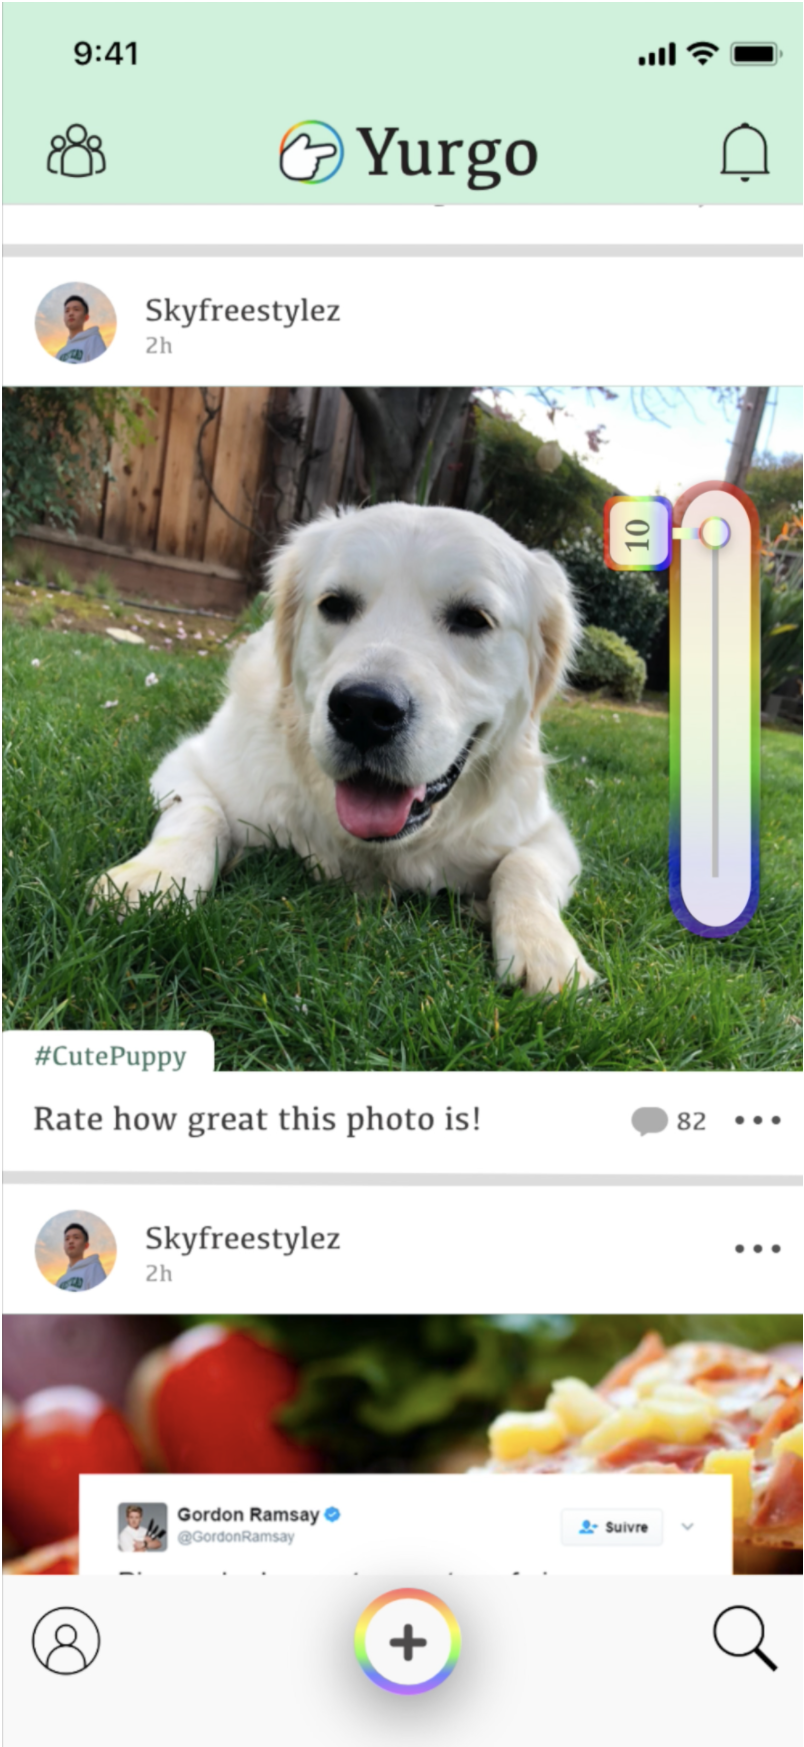 9:41
Yurgo
Skyfreestylez
2h
10
#CutePuppy
Rate how great this photo is!
82
Skyfreestylez
2h
Gordon Ramsay
@GordonRamsay
Suivre